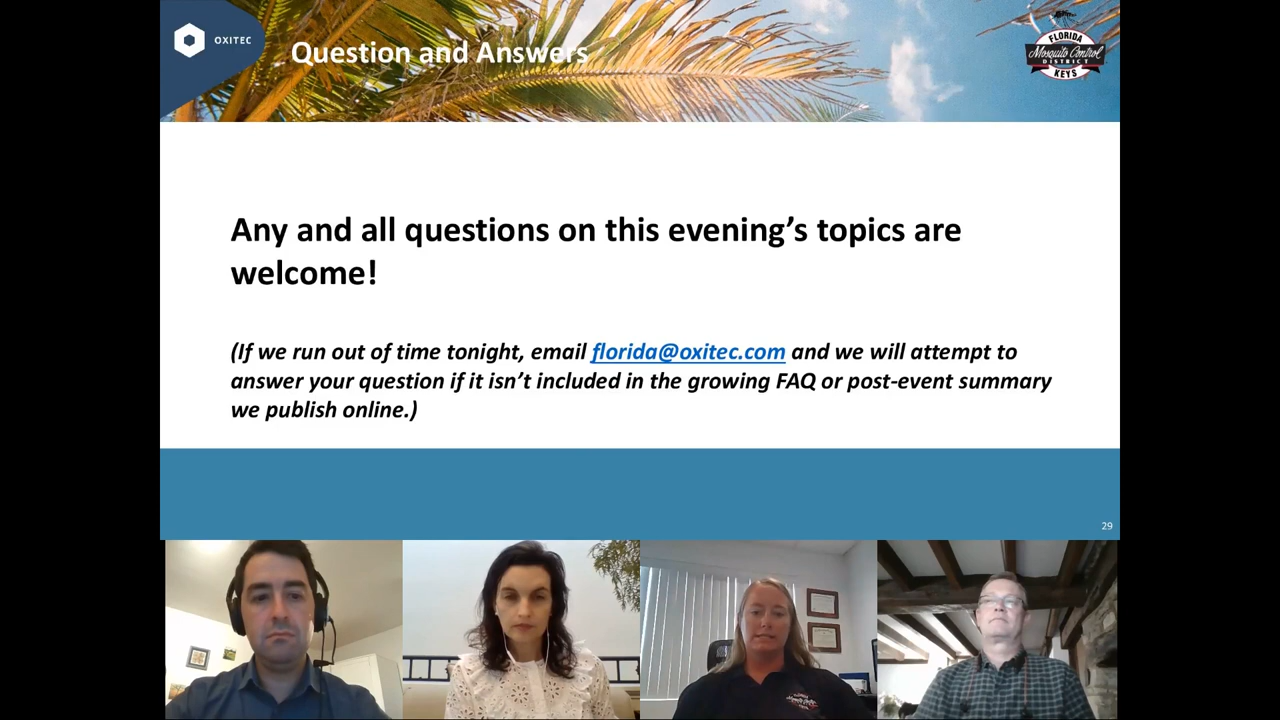 OXITEC
Question and Answers
FLORIDA
Mosquito Control
DISTRICT
KEYS
Any and all questions on this evening’s topics are
welcome!
(If we run out of time tonight, email florida@oxitec.com and we will attempt to
answer your question if it isn’t included in the growing FAQ or post-event summary
we publish online.)
29